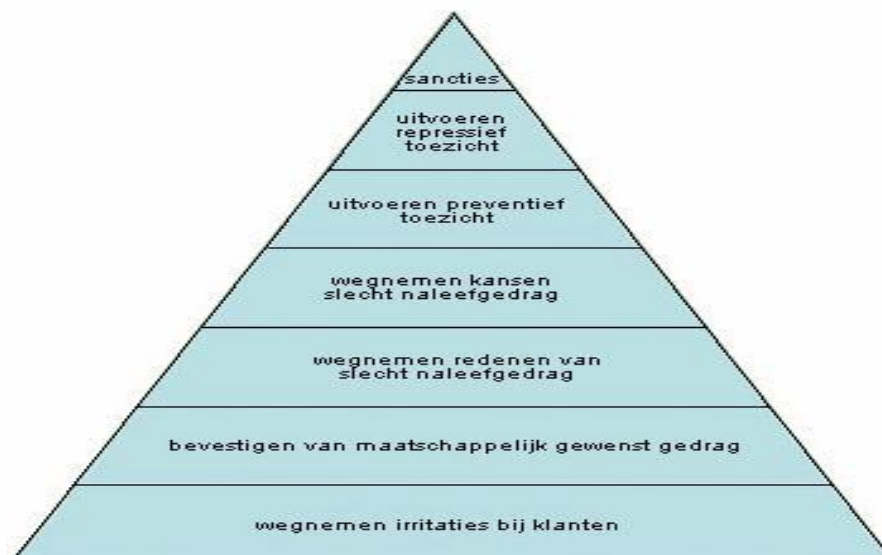 sancties
uitvoeren
repressief
toezicht
uitvoeren preventief
toezicht
wegnemen kansen
slecht naleefgedrag
wegnemen redenen van
slecht naleefgedrag
bevestigen van maatschappelijk gewenst gedrag
wegnemen irritaties bij klanten